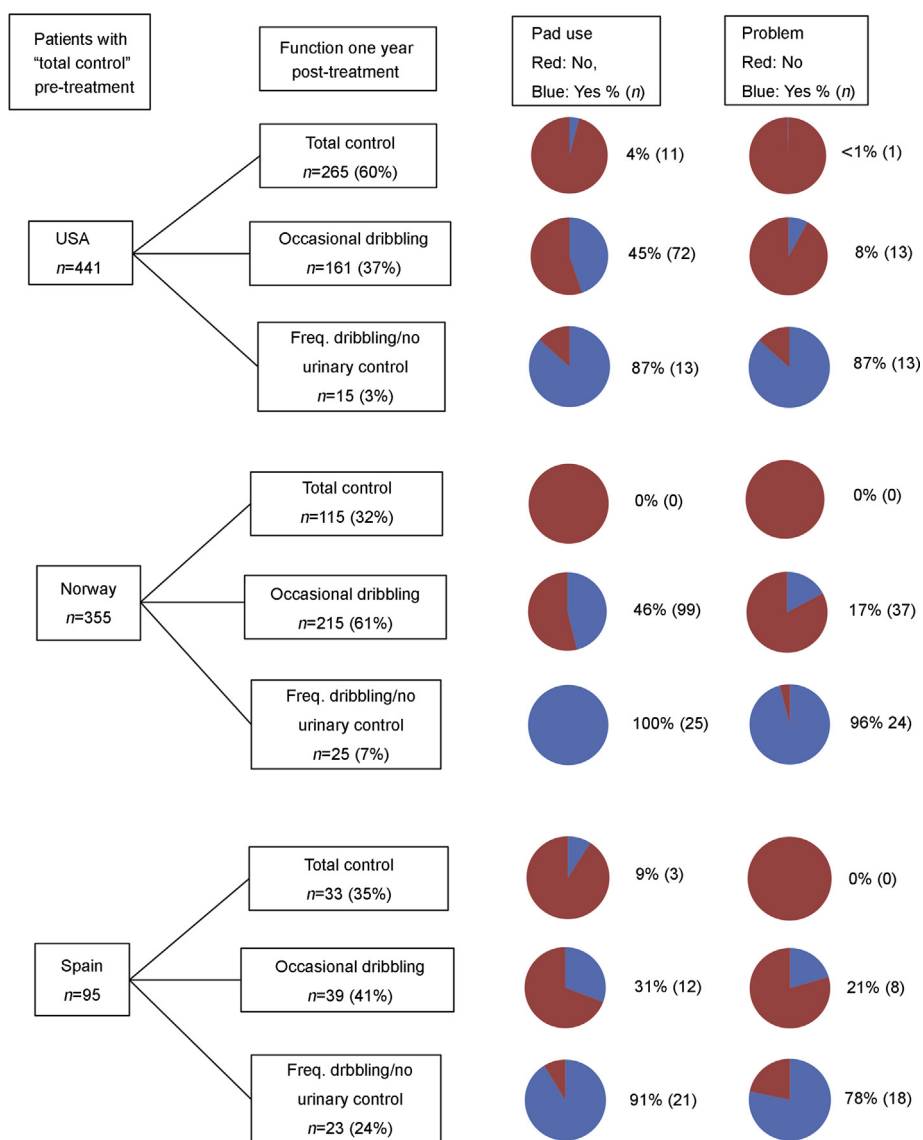 Patients with
“total control”
pre-treatment
Function one year
post-treatment
Pad use
Red: No,
Blue: Yes % (n)
Problem
Red: No
Blue: Yes % (n)
USA
n=441
Total control
n=265 (60%)
4% (11)
<1% (1)
Occasional dribbling
n=161 (37%)
45% (72)
8% (13)
Freq. dribbling/no
urinary control
n=15 (3%)
87% (13)
87% (13)
Norway
n=355
Total control
n=115 (32%)
0% (0)
0% (0)
Occasional dribbling
n=215 (61%)
46% (99)
17% (37)
Freq. dribbling/no
urinary control
n=25 (7%)
100% (25)
96% 24)
Spain
n=95
Total control
n=33 (35%)
9% (3)
0% (0)
Occasional dribbling
n=39 (41%)
31% (12)
21% (8)
Freq. drbbling/no
urinary control
n=23 (24%)
91% (21)
78% (18)